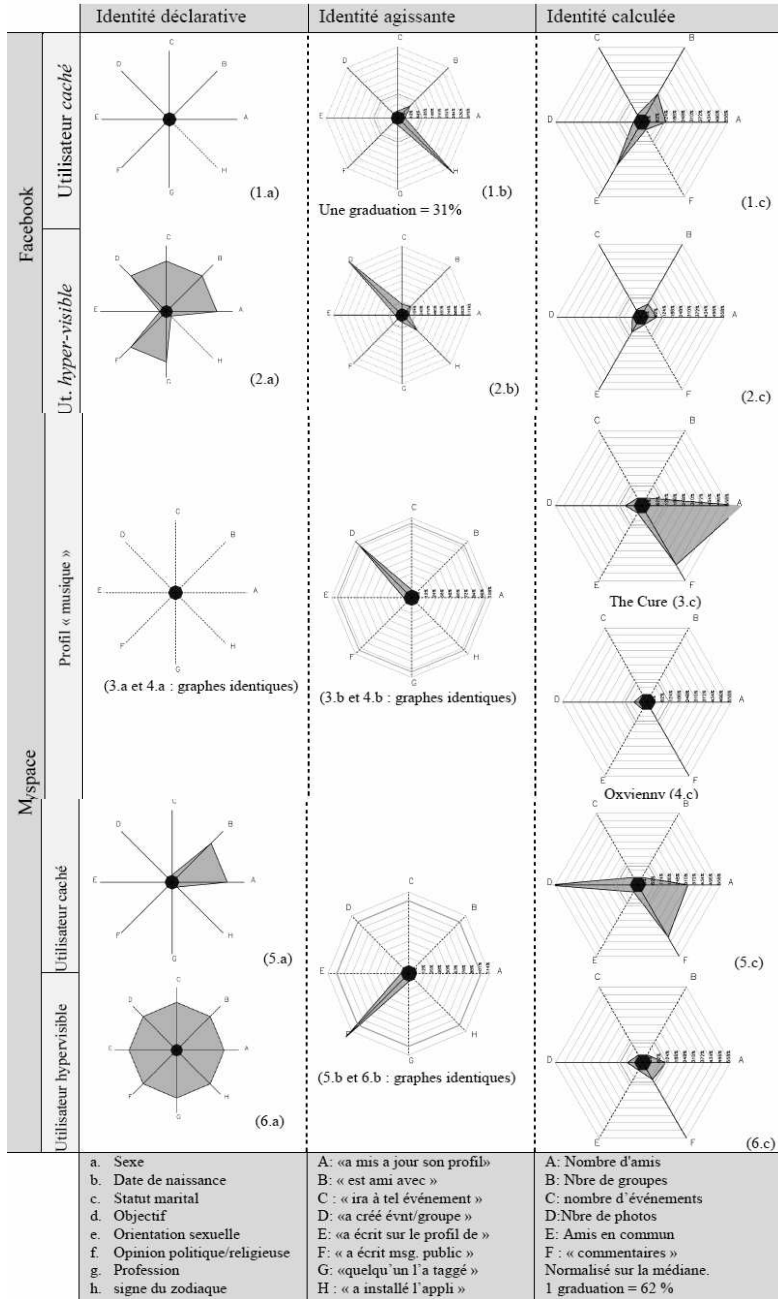 Identité déclarative
Identité agissante
Identité calculée
Facebook
Utilisateur caché
C
D
B
E
A
F
H
G
(1.a)
C
D
B
E
A
F
H
G
(1.b)
Une graduation = 31%
C
B
D
A
E
F
(1.c)
Ut. hyper-visible
C
D
B
E
A
F
H
G
(2.a)
C
D
B
E
A
F
H
G
(2.b)
C
B
D
A
E
F
(2.c)
Myspace
Profil « musique »
C
D
B
E
A
F
H
G
(3.a et 4.a : graphes identiques)
C
D
B
E
A
F
H
G
(3.b et 4.b : graphes identiques)
C
B
D
A
E
F
The Cure (3.c)
C
B
D
A
E
F
Oxvienny (4.c)
Utilisateur caché
C
D
B
E
A
F
H
G
(5.a)
C
D
B
E
A
F
H
G
(5.b et 6.b : graphes identiques)
C
B
D
A
E
F
5.c)
Utilisateur hypervisible
C
D
B
A
F
H
G
(6.a)
C
B
D
A
E
F
(6.c)
a. Sexe
b. Date de naissance
c. Statut marital
d. Objectif
e. Orientation sexuelle
f. Opinion politique/religieuse
g. Profession
h. signe du zodiaque
A: «a mis a jour son profil»
B: « est ami avec »
C : « ira à tel événement »
D: «a créé évnt/groupe »
E: «a écrit sur le profil de »
F: « a écrit msg. public »
G: «quelqu'un l'a taggé »
H : « a installé l'appli »
A: Nombre d'amis
B: Nbre de groupes
C: nombre d'événements
D:Nbre de photos
E: Amis en commun
F : « commentaires »
Normalisé sur la médiane.
1 graduation = 62 %